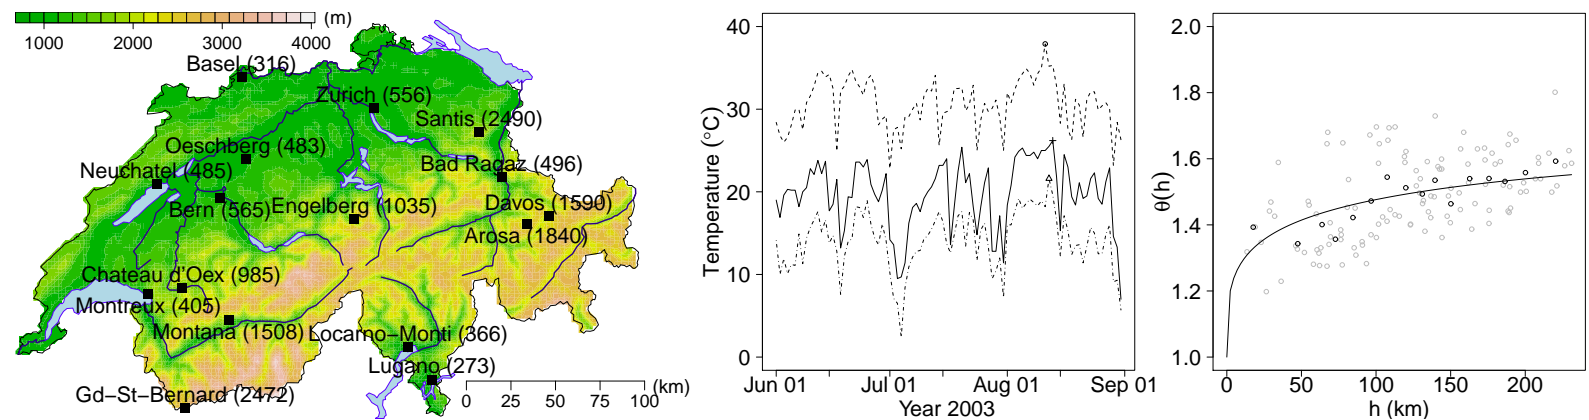 (m)
1000 2000 3000 4000
Basel (316)
Zurich (556)
Santis (2490)
Oeschberg (483)
Bad Ragaz (496)
Neuchatel (485)
Bern (565)
Engelberg (1035)
Davos (1590)
Arosa (1840)
Chateau d'Oex (985)
Montreux (405)
Montana (1508)
Locarno−Monti (366)
Lugano (273)
Gd−St−Bernard (2472)
(km)
0 25 50 75 100
Temperature (°C)
40
30
20
10
0
Jun 01 Jul 01 Aug 01 Sep 01
Year 2003
θ(h)
2.0
1.8
1.6
1.4
1.2
1.0
0 50 100 150 200
h (km)